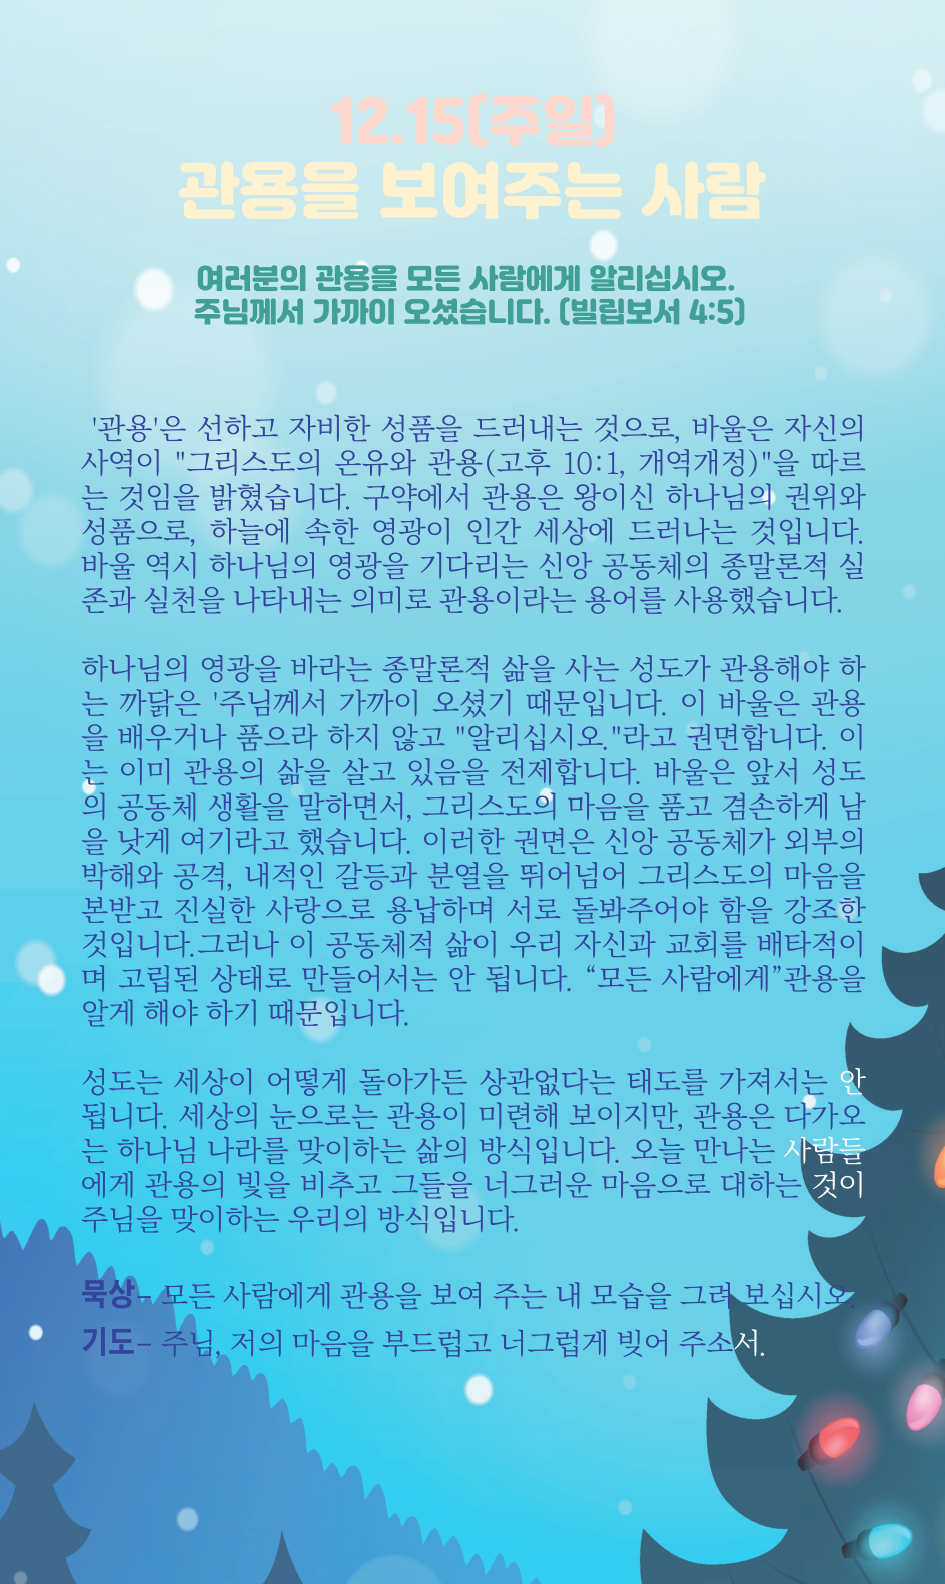 12.15(주일)
관용을 보여주는 사람
여러분의 관용을 모든 사람에게 알리십시오.
주님께서 가까이 오셨습니다. (빌립보서 4:5)
'관용'은 선하고 자비한 성품을 드러내는 것으로, 바울은 자신의
사역이 "그리스도의 온유와 관용(고후 10:1, 개역개정)"을 따르
는 것임을 밝혔습니다. 구약에서 관용은 왕이신 하나님의 권위와
성품으로, 하늘에 속한 영광이 인간 세상에 드러나는 것입니다.
바울 역시 하나님의 영광을 기다리는 신앙 공동체의 종말론적 실
존과 실천을 나타내는 의미로 관용이라는 용어를 사용했습니다.
하나님의 영광을 바라는 종말론적 삶을 사는 성도가 관용해야 하
는 까닭은 '주님께서 가까이 오셨기 때문입니다. 이 바울은 관용
을 배우거나 품으라 하지 않고 "알리십시오."라고 권면합니다. 이
는 이미 관용의 삶을 살고 있음을 전제합니다. 바울은 앞서 성도
의 공동체 생활을 말하면서, 그리스도의 마음을 품고 겸손하게 남
을 낫게 여기라고 했습니다. 이러한 권면은 신앙 공동체가 외부의
박해와 공격, 내적인 갈등과 분열을 뛰어넘어 그리스도의 마음을
본받고 진실한 사랑으로 용납하며 서로 돌봐주어야 함을 강조한
것입니다.그러나 이 공동체적 삶이 우리 자신과 교회를 배타적이
며 고립된 상태로 만들어서는 안 됩니다. “모든 사람에게”관용을
알게 해야 하기 때문입니다.
성도는 세상이 어떻게 돌아가든 상관없다는 태도를 가져서는 안
됩니다. 세상의 눈으로는 관용이 미련해 보이지만, 관용은 다가오
는 하나님 나라를 맞이하는 삶의 방식입니다. 오늘 만나는 사람들
에게 관용의 빛을 비추고 그들을 너그러운 마음으로 대하는 것이
주님을 맞이하는 우리의 방식입니다.
묵상- 모든 사람에게 관용을 보여 주는 내 모습을 그려 보십시오.
기도- 주님, 저의 마음을 부드럽고 너그럽게 빚어 주소서.